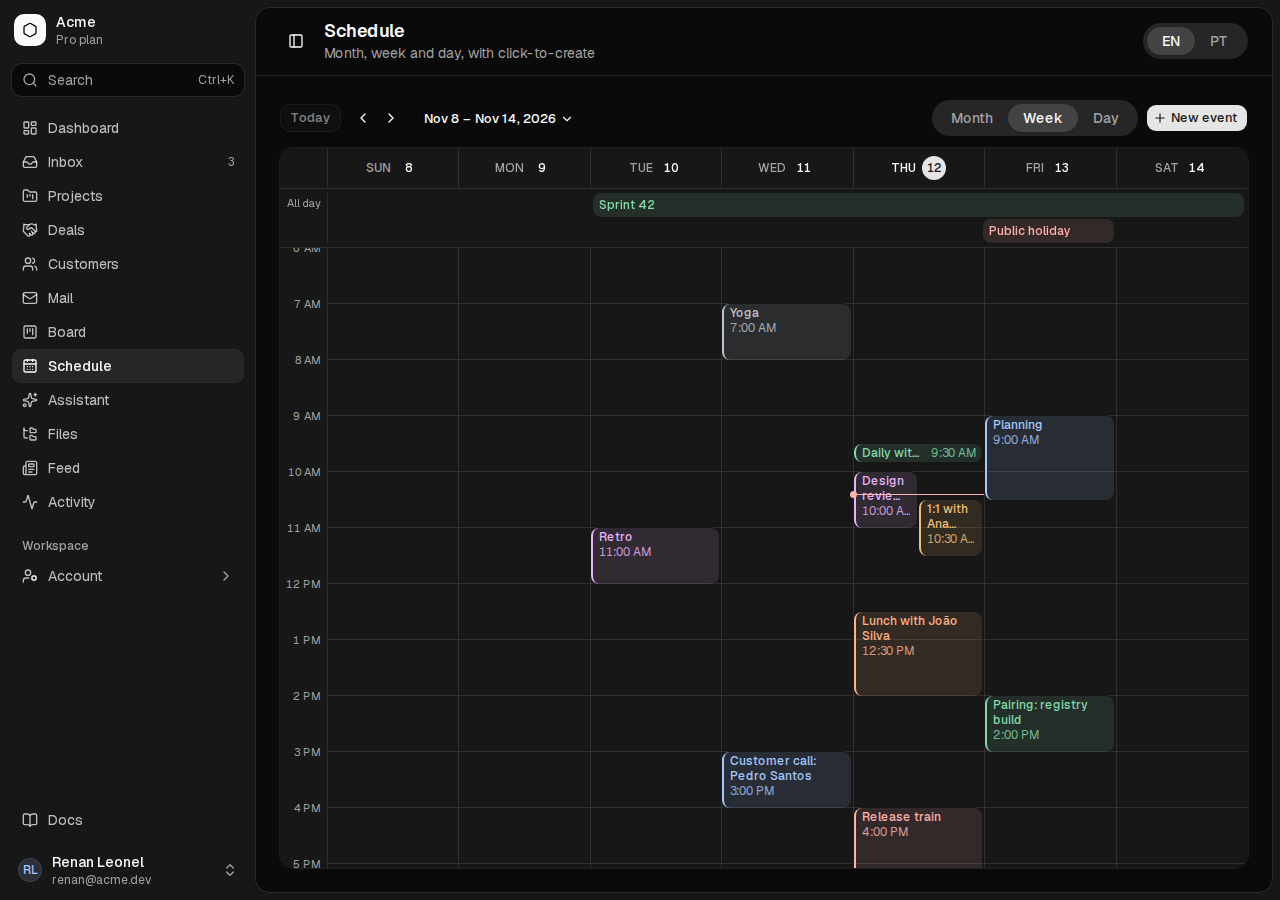 Acme
Pro plan
Search Ctrl+K
Dashboard
Inbox 3
Projects
Deals
Customers
Mail
Board
Schedule
Assistant
Files
Feed
Activity
Workspace
Account
Docs
RL
Renan Leonel
renan@acme.dev
Schedule
Month, week and day, with click-to-create
EN PT
Today
Nov 8 – Nov 14, 2026
Month Week Day
New event
SUN 8 MON 9 TUE 10 WED 11 THU 12 FRI 13 SAT 14
All day
Sprint 42
Public holiday
6 AM
7 AM
Yoga
7:00 AM
8 AM
9 AM
Planning
9:00 AM
Daily wit… 9:30 AM
10 AM
Design
revie…
10:00 A…
1:1 with
Ana…
10:30 A…
11 AM
Retro
11:00 AM
12 PM
Lunch with João
Silva
12:30 PM
1 PM
2 PM
Pairing: registry
build
2:00 PM
3 PM
Customer call:
Pedro Santos
3:00 PM
4 PM
Release train
4:00 PM
5 PM